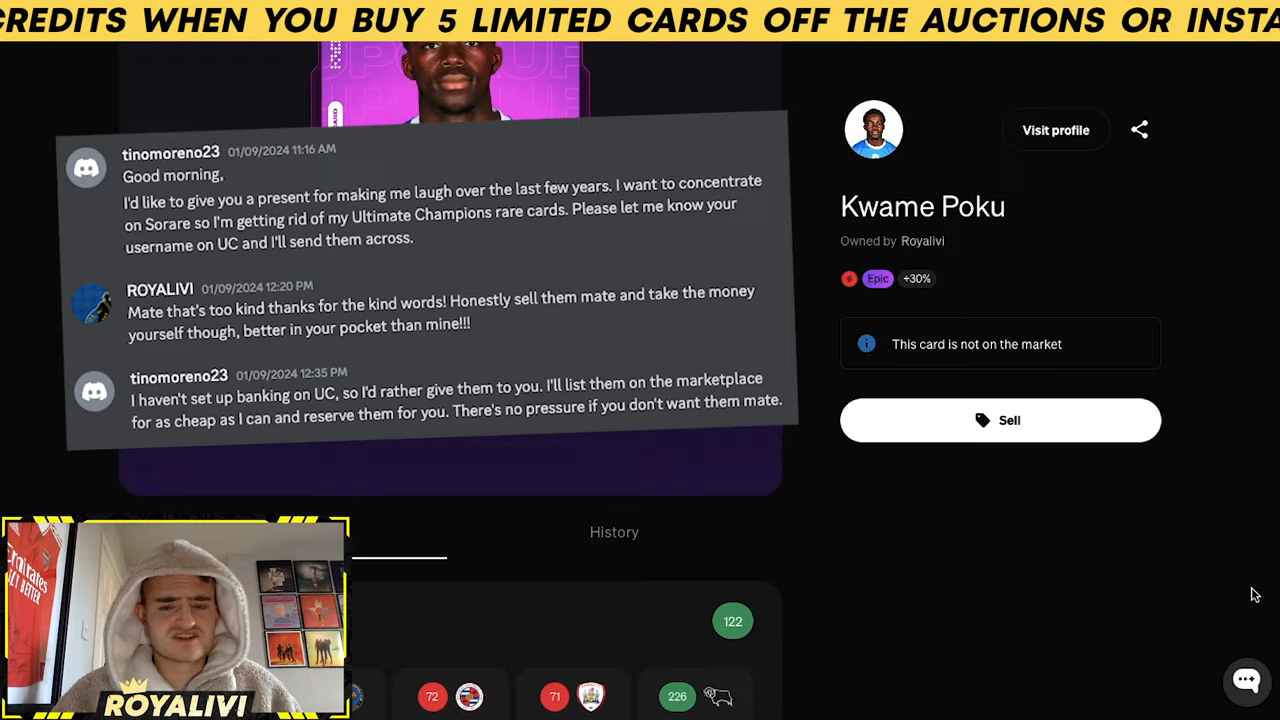 CREDITS WHEN YOU BUY 5 LIMITED CARDS OFF THE AUCTIONS OR INSTA
tinomoreno23 01/09/2024 11:16 AM
Good morning,
I'd like to give you a present for making me laugh over the last few years. I want to concentrate
on Sorare so I'm getting rid of my Ultimate Champions rare cards. Please let me know your
username on UC and I'll send them across.
ROYALIVI 01/09/2024 12:20 PM
Mate that's too kind thanks for the kind words! Honestly sell them mate and take the money
yourself though, better in your pocket than mine!!!
tinomoreno23 01/09/2024 12:35 PM
I haven't set up banking on UC, so I'd rather give them to you. I'll list them on the marketplace
for as cheap as I can and reserve them for you. There's no pressure if you don't want them mate.
Visit profile
Kwame Poku
Owned by Royalivi
Epic +30%
This card is not on the market
Sell
History
122
72 71 226
Emirates
FLY BETTER
ROYALIVI